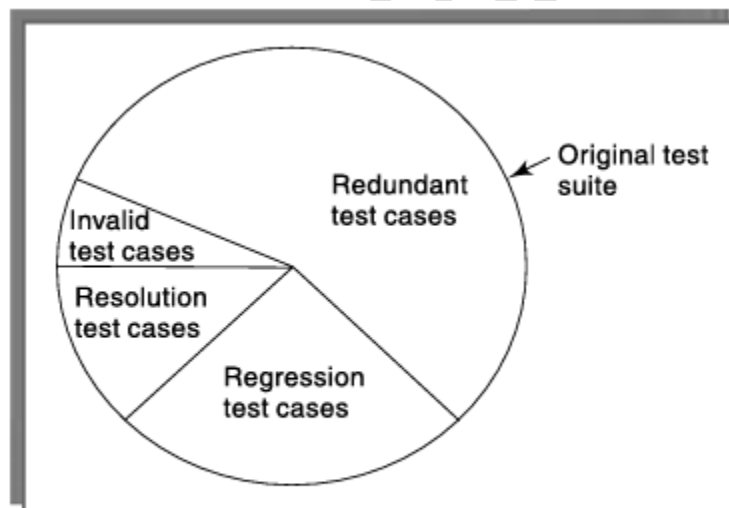 Original test
suite
Redundant
test cases
Invalid
test cases
Resolution
test cases
Regression
test cases